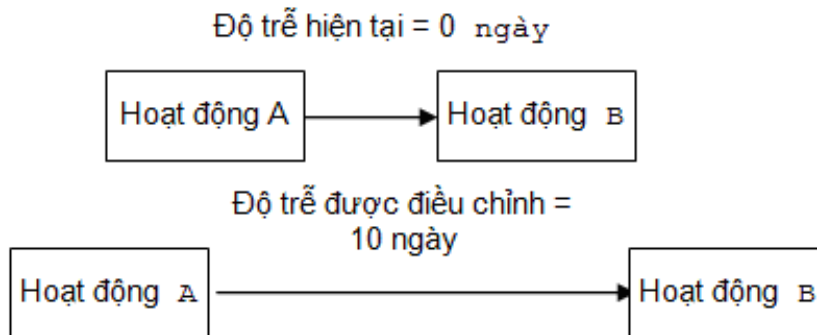 Độ trễ hiện tại = 0 ngày
Hoạt động A
Hoạt động B
Độ trễ được điều chỉnh =
10 ngày
Hoạt động A
Hoạt động B